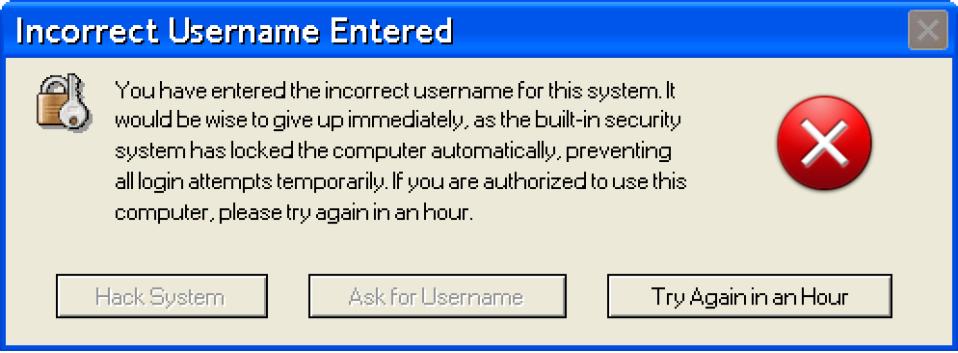 Incorrect Username Entered
You have entered the incorrect username for this system. It
would be wise to give up immediately, as the built-in security
system has locked the computer automatically, preventing
all login attempts temporarily. If you are authorized to use this
computer, please try again in an hour.
Hack System
Ask for Username
Try Again in an Hour